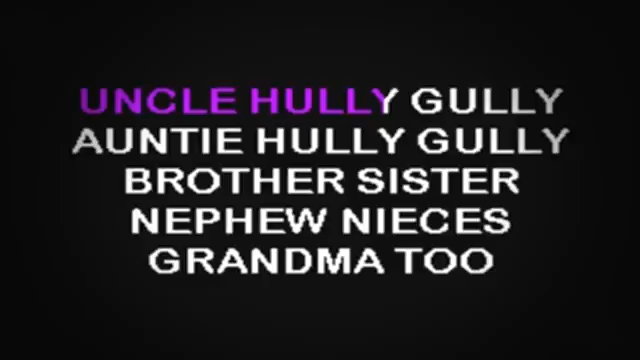 UNCLE HULLY GULLY
AUNTIE HULLY GULLY
BROTHER SISTER
NEPHEW NIECES
GRANDMA TOO